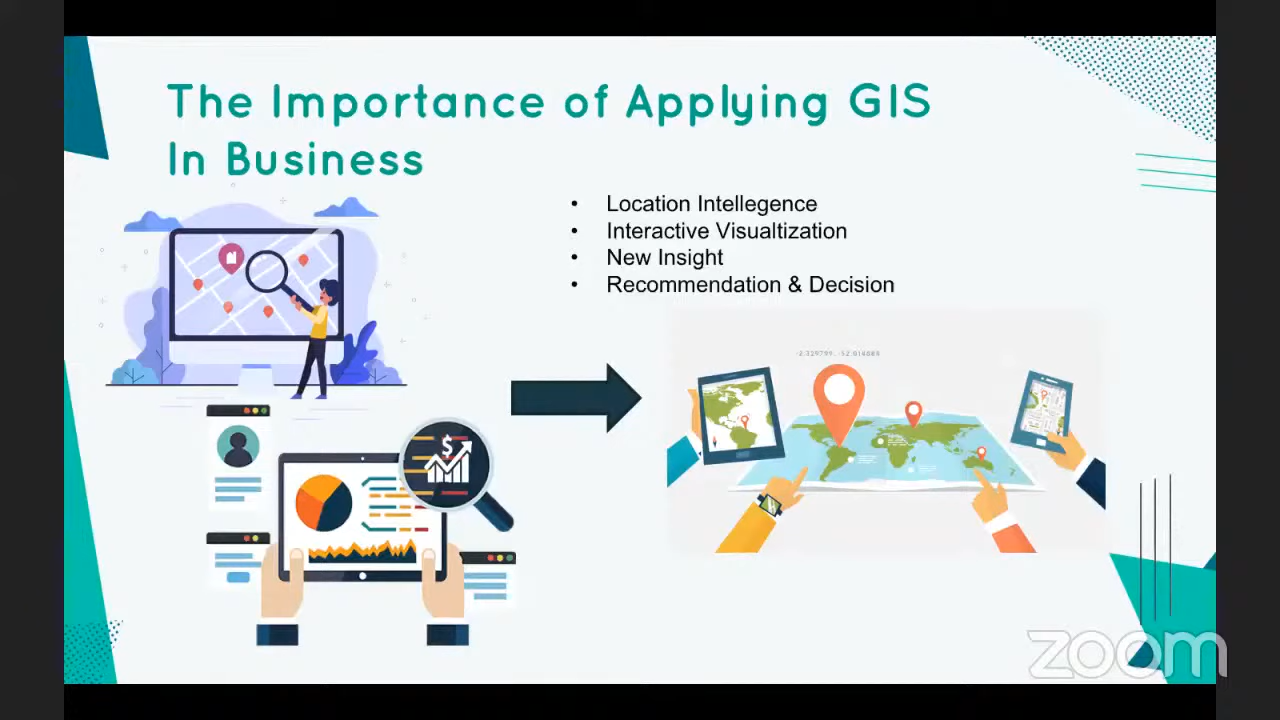 The Importance of Applying GIS
In Business
• Location Intellegence
• Interactive Visualtization
• New Insight
• Recommendation & Decision
$
zoom